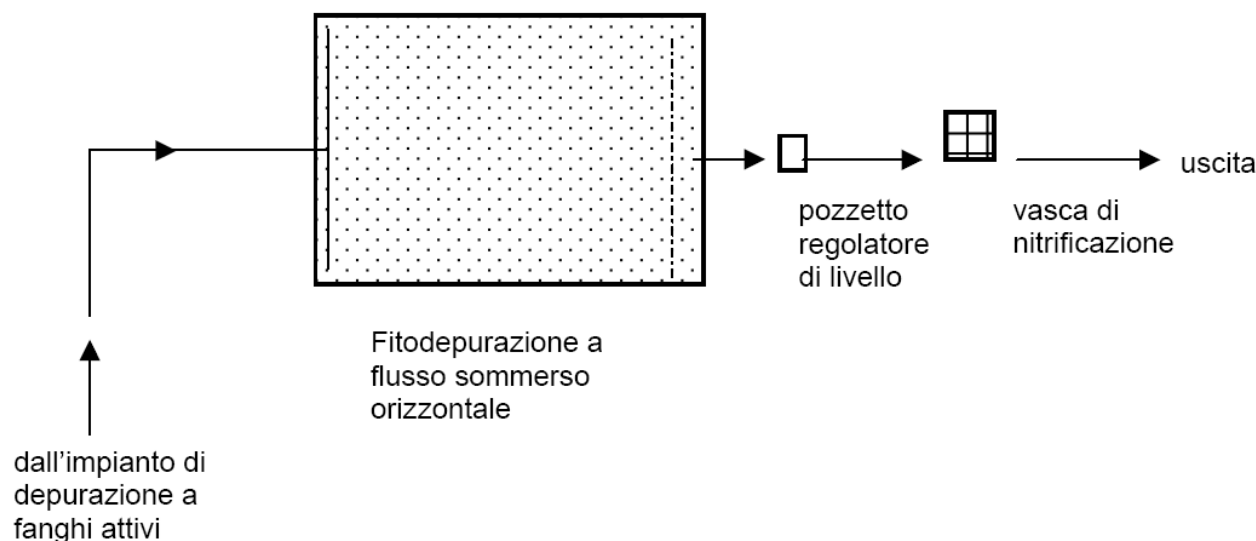 uscita
pozzetto
regolatore
di livello
vasca di
nitrificazione
Fitodepurazione a
flusso sommerso
orizzontale
dall'impianto di
depurazione a
fanghi attivi